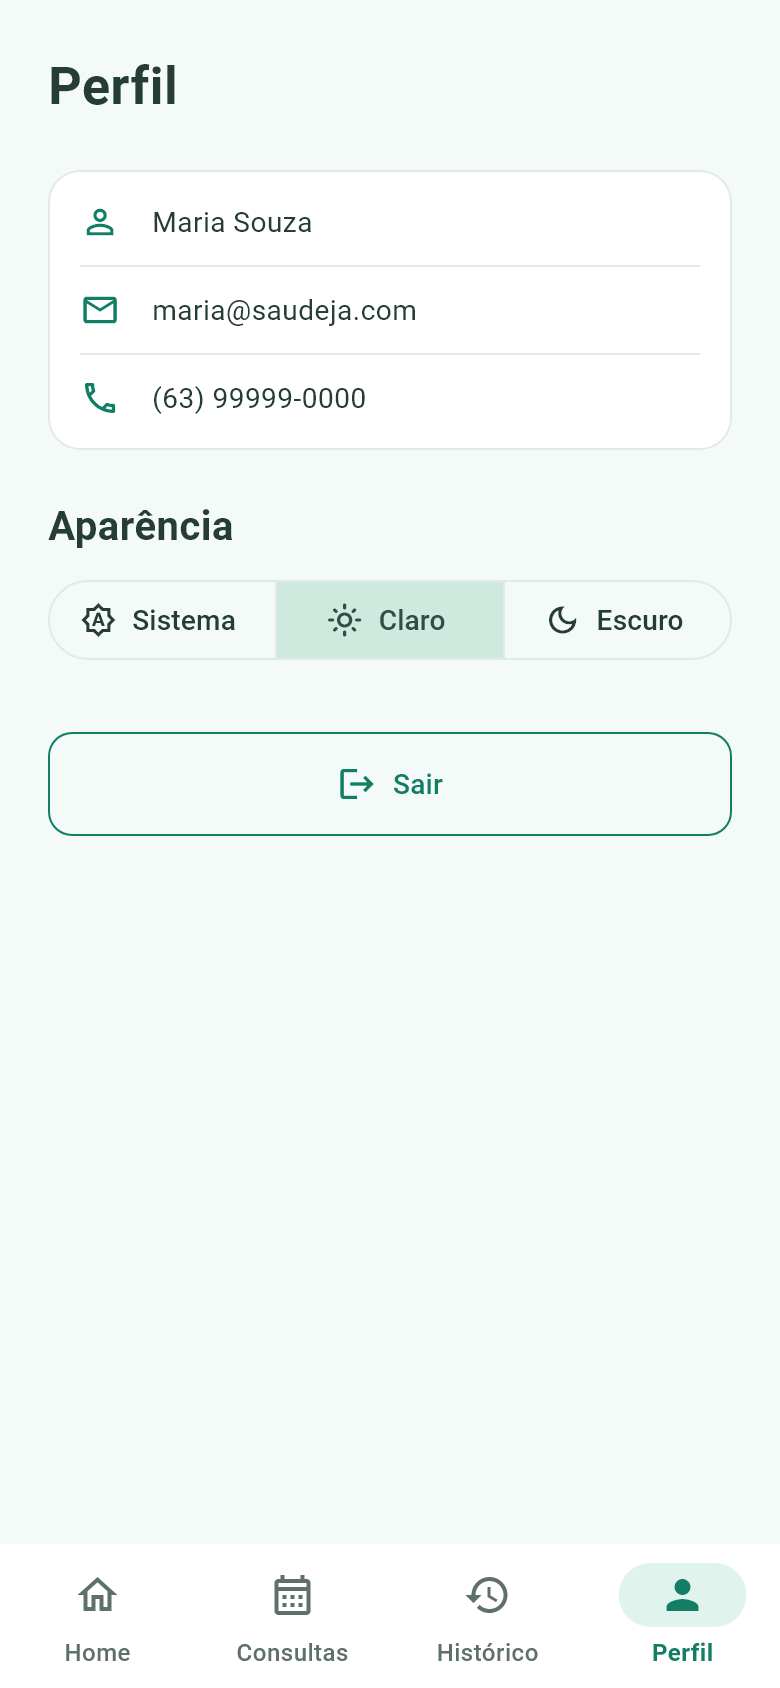 Perfil
Maria Souza
maria@saudeja.com
(63) 99999-0000
Aparência
Sistema
Claro
Escuro
Sair
Home
Consultas
Histórico
Perfil